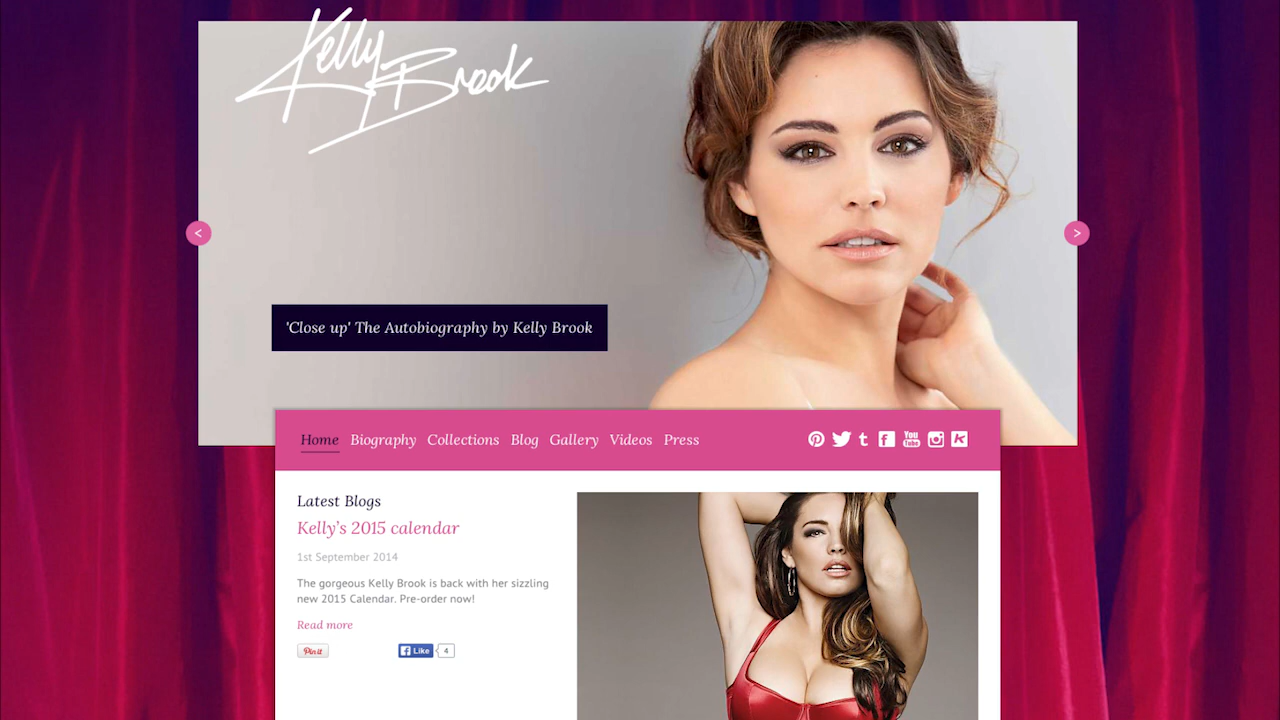 Kelly
Brook
<
>
'Close up' The Autobiography by Kelly Brook
Home Biography Collections Blog Gallery Videos Press
You
Tube
Latest Blogs
Kelly's 2015 calendar
1st September 2014
The gorgeous Kelly Brook is back with her sizzling
new 2015 Calendar. Pre-order now!
Read more
Pin it
Like 4